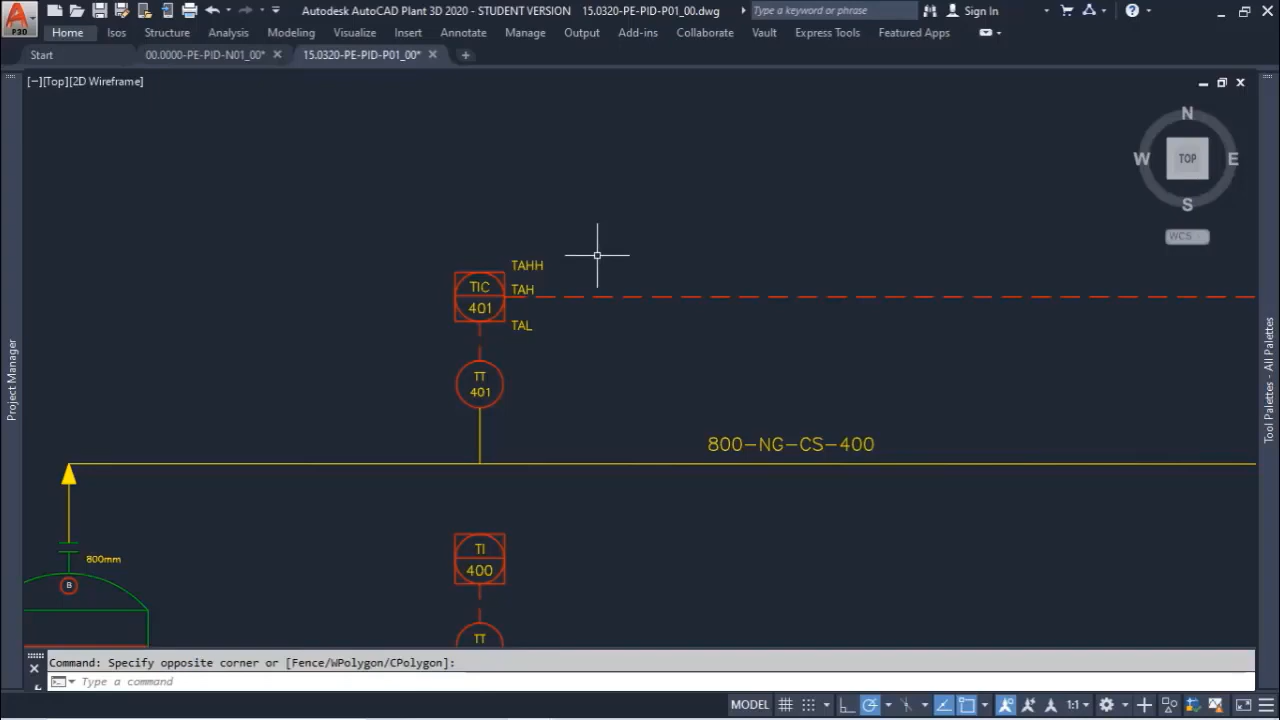 P3D
Autodesk AutoCAD Plant 3D 2020 - STUDENT VERSION 15.0320-PE-PID-P01_00.dwg
Type a keyword or phrase
Sign In
Home Isos Structure Analysis Modeling Visualize Insert Annotate Manage Output Add-ins Collaborate Vault Express Tools Featured Apps
Start 00.0000-PE-PID-N01_00* 15.0320-PE-PID-P01_00*
[−][Top][2D Wireframe]
N
W TOP E
S
WCS
TAHH
TIC
TAH
401
TAL
TT
401
800-NG-CS-400
TI
400
800mm
B
TT
Project Manager
Tool Palettes - All Palettes
Command: Specify opposite corner or [Fence/WPolygon/CPolygon]:
Type a command
MODEL
1:1